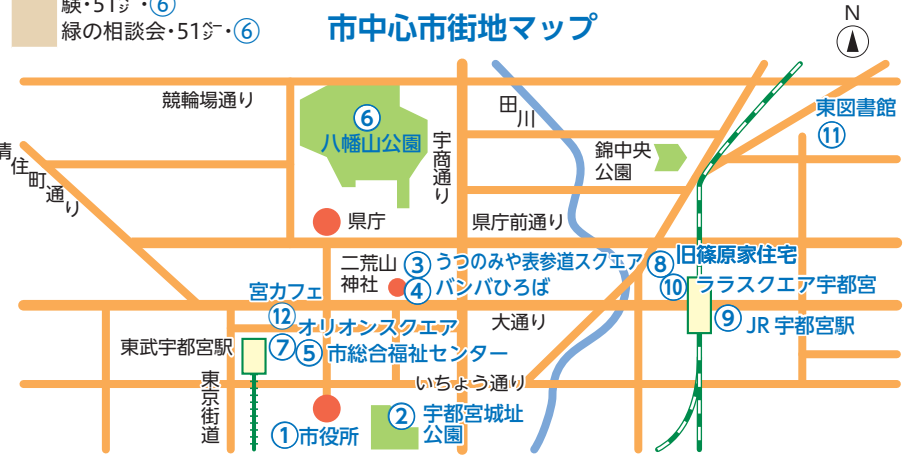 験・51㌻・⑥
緑の相談会・51㌻・⑥
市中心市街地マップ
N
競輪場通り
田川
東図書館
⑪
⑥
八幡山公園
宇商通り
錦中央
公園
清住町通り
県庁
県庁前通り
二荒山
神社
③うつのみや表参道スクエア
④バンバひろば
⑧旧篠原家住宅
⑩ララスクエア宇都宮
宮カフェ
⑫
オリオンスクエア
大通り
⑨JR宇都宮駅
東武宇都宮駅
⑦
⑤市総合福祉センター
東京街道
いちょう通り
①市役所
②宇都宮城址
公園